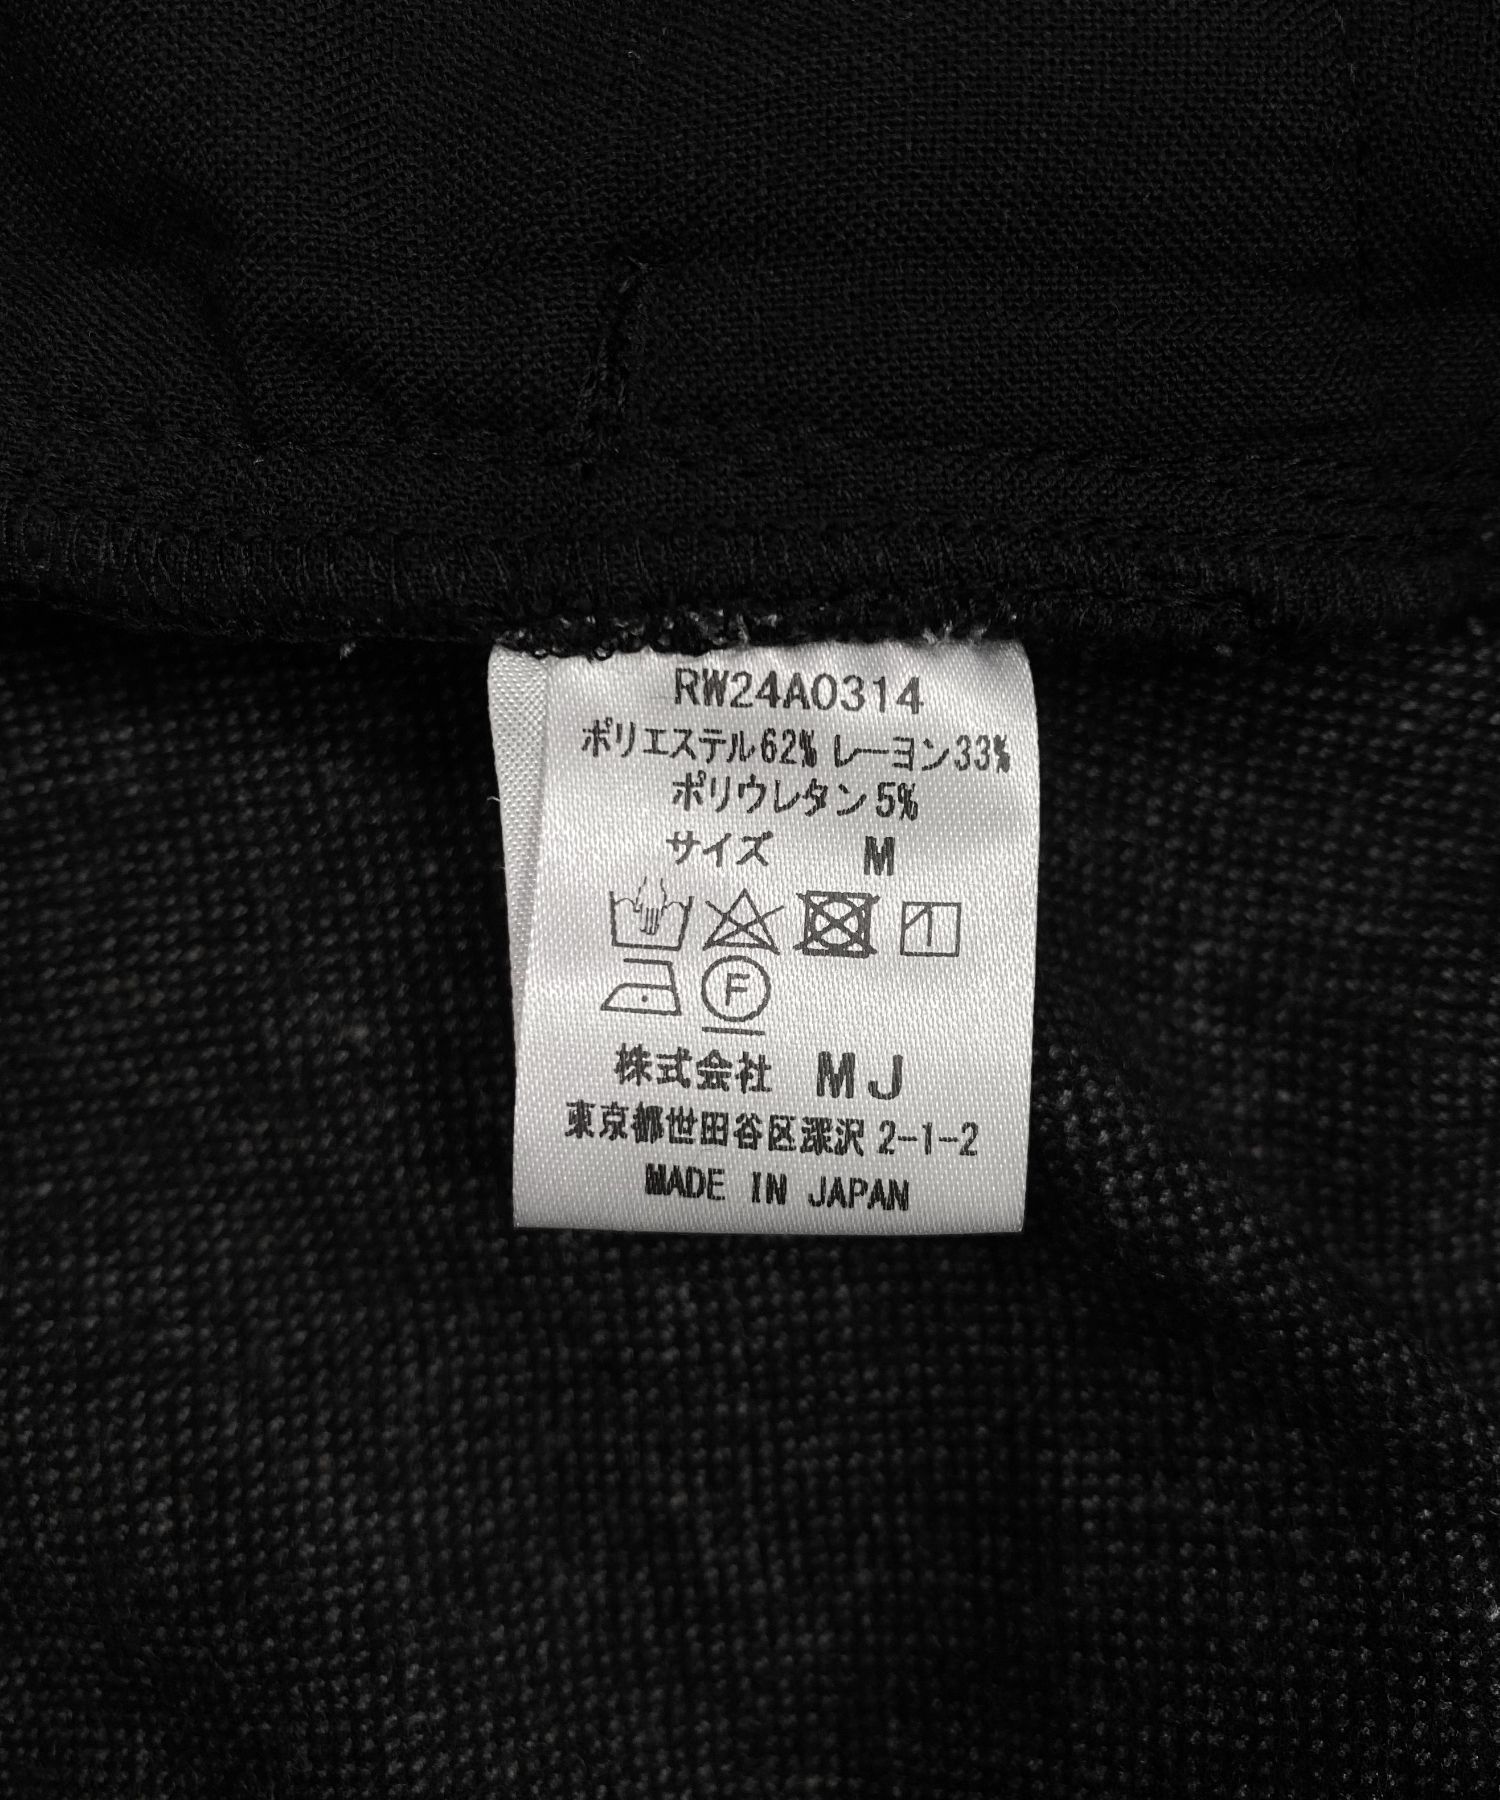 RW24A0314
ポリエステル62% レーヨン33%
ポリウレタン5%
サイズ M
F
株式会社 MJ
東京都世田谷区深沢2-1-2
MADE IN JAPAN